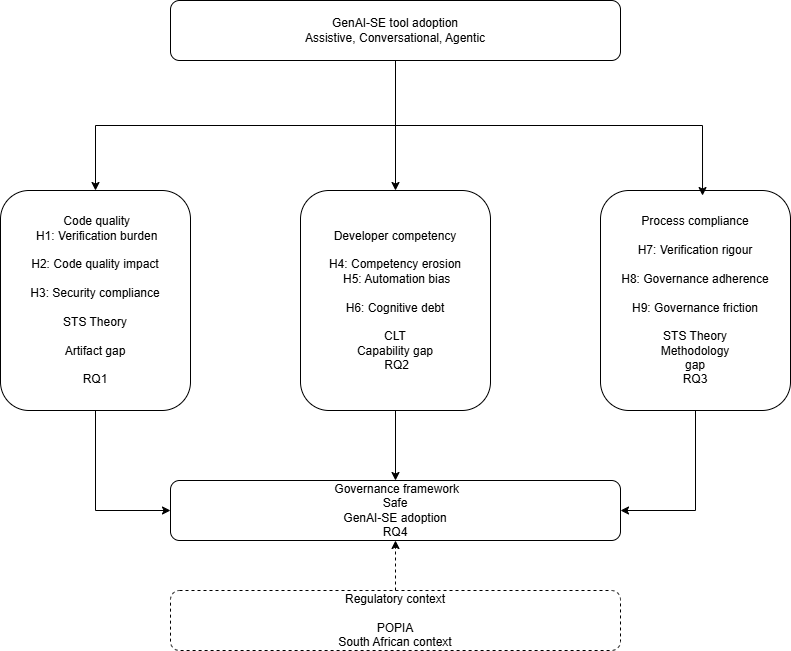 GenAI-SE tool adoption
Assistive, Conversational, Agentic
Code quality
H1: Verification burden
H2: Code quality impact
H3: Security compliance
STS Theory
Artifact gap
RQ1
Developer competency
H4: Competency erosion
H5: Automation bias
H6: Cognitive debt
CLT
Capability gap
RQ2
Process compliance
H7: Verification rigour
H8: Governance adherence
H9: Governance friction
STS Theory
Methodology
gap
RQ3
Governance framework
Safe
GenAI-SE adoption
RQ4
Regulatory context
POPIA
South African context